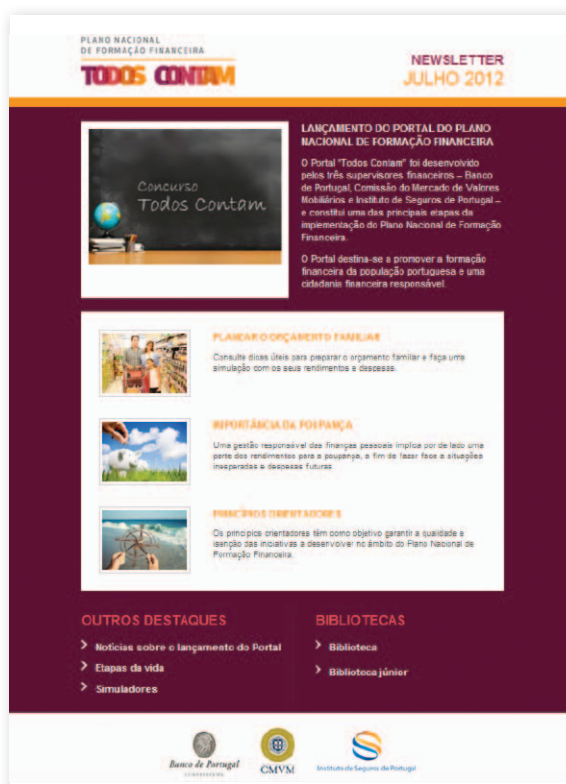 PLANO NACIONAL
DE FORMAÇÃO FINANCEIRA
TODOS CONTAM
NEWSLETTER
JULHO 2012
Concurso
Todos Contam
LANÇAMENTO DO PORTAL DO PLANO
NACIONAL DE FORMAÇÃO FINANCEIRA
O Portal “Todos Contam” foi desenvolvido
pelos três supervisores financeiros – Banco
de Portugal, Comissão do Mercado de Valores
Mobiliários e Instituto de Seguros de Portugal –
e constitui uma das principais etapas da
implementação do Plano Nacional de Formação
Financeira.
O Portal destina-se a promover a formação
financeira da população portuguesa e uma
cidadania financeira responsável.
PLANEAR O ORÇAMENTO FAMILIAR
Consulte dicas úteis para preparar o orçamento familiar e faça uma
simulação com os seus rendimentos e despesas.
IMPORTÂNCIA DA POUPANÇA
Uma gestão responsável das finanças pessoais implica por de lado uma
parte dos rendimentos para a poupança, a fim de fazer face a situações
inesperadas e despesas futuras.
PRINCÍPIOS ORIENTADORES
Os princípios orientadores têm como objetivo garantir a qualidade e
isenção das iniciativas a desenvolver no âmbito do Plano Nacional de
Formação Financeira.
OUTROS DESTAQUES
Notícias sobre o lançamento do Portal
Etapas da vida
Simuladores
BIBLIOTECAS
Biblioteca
Biblioteca júnior
Banco de Portugal
EUROSISTEMA
CMVM
Instituto de Seguros de Portugal